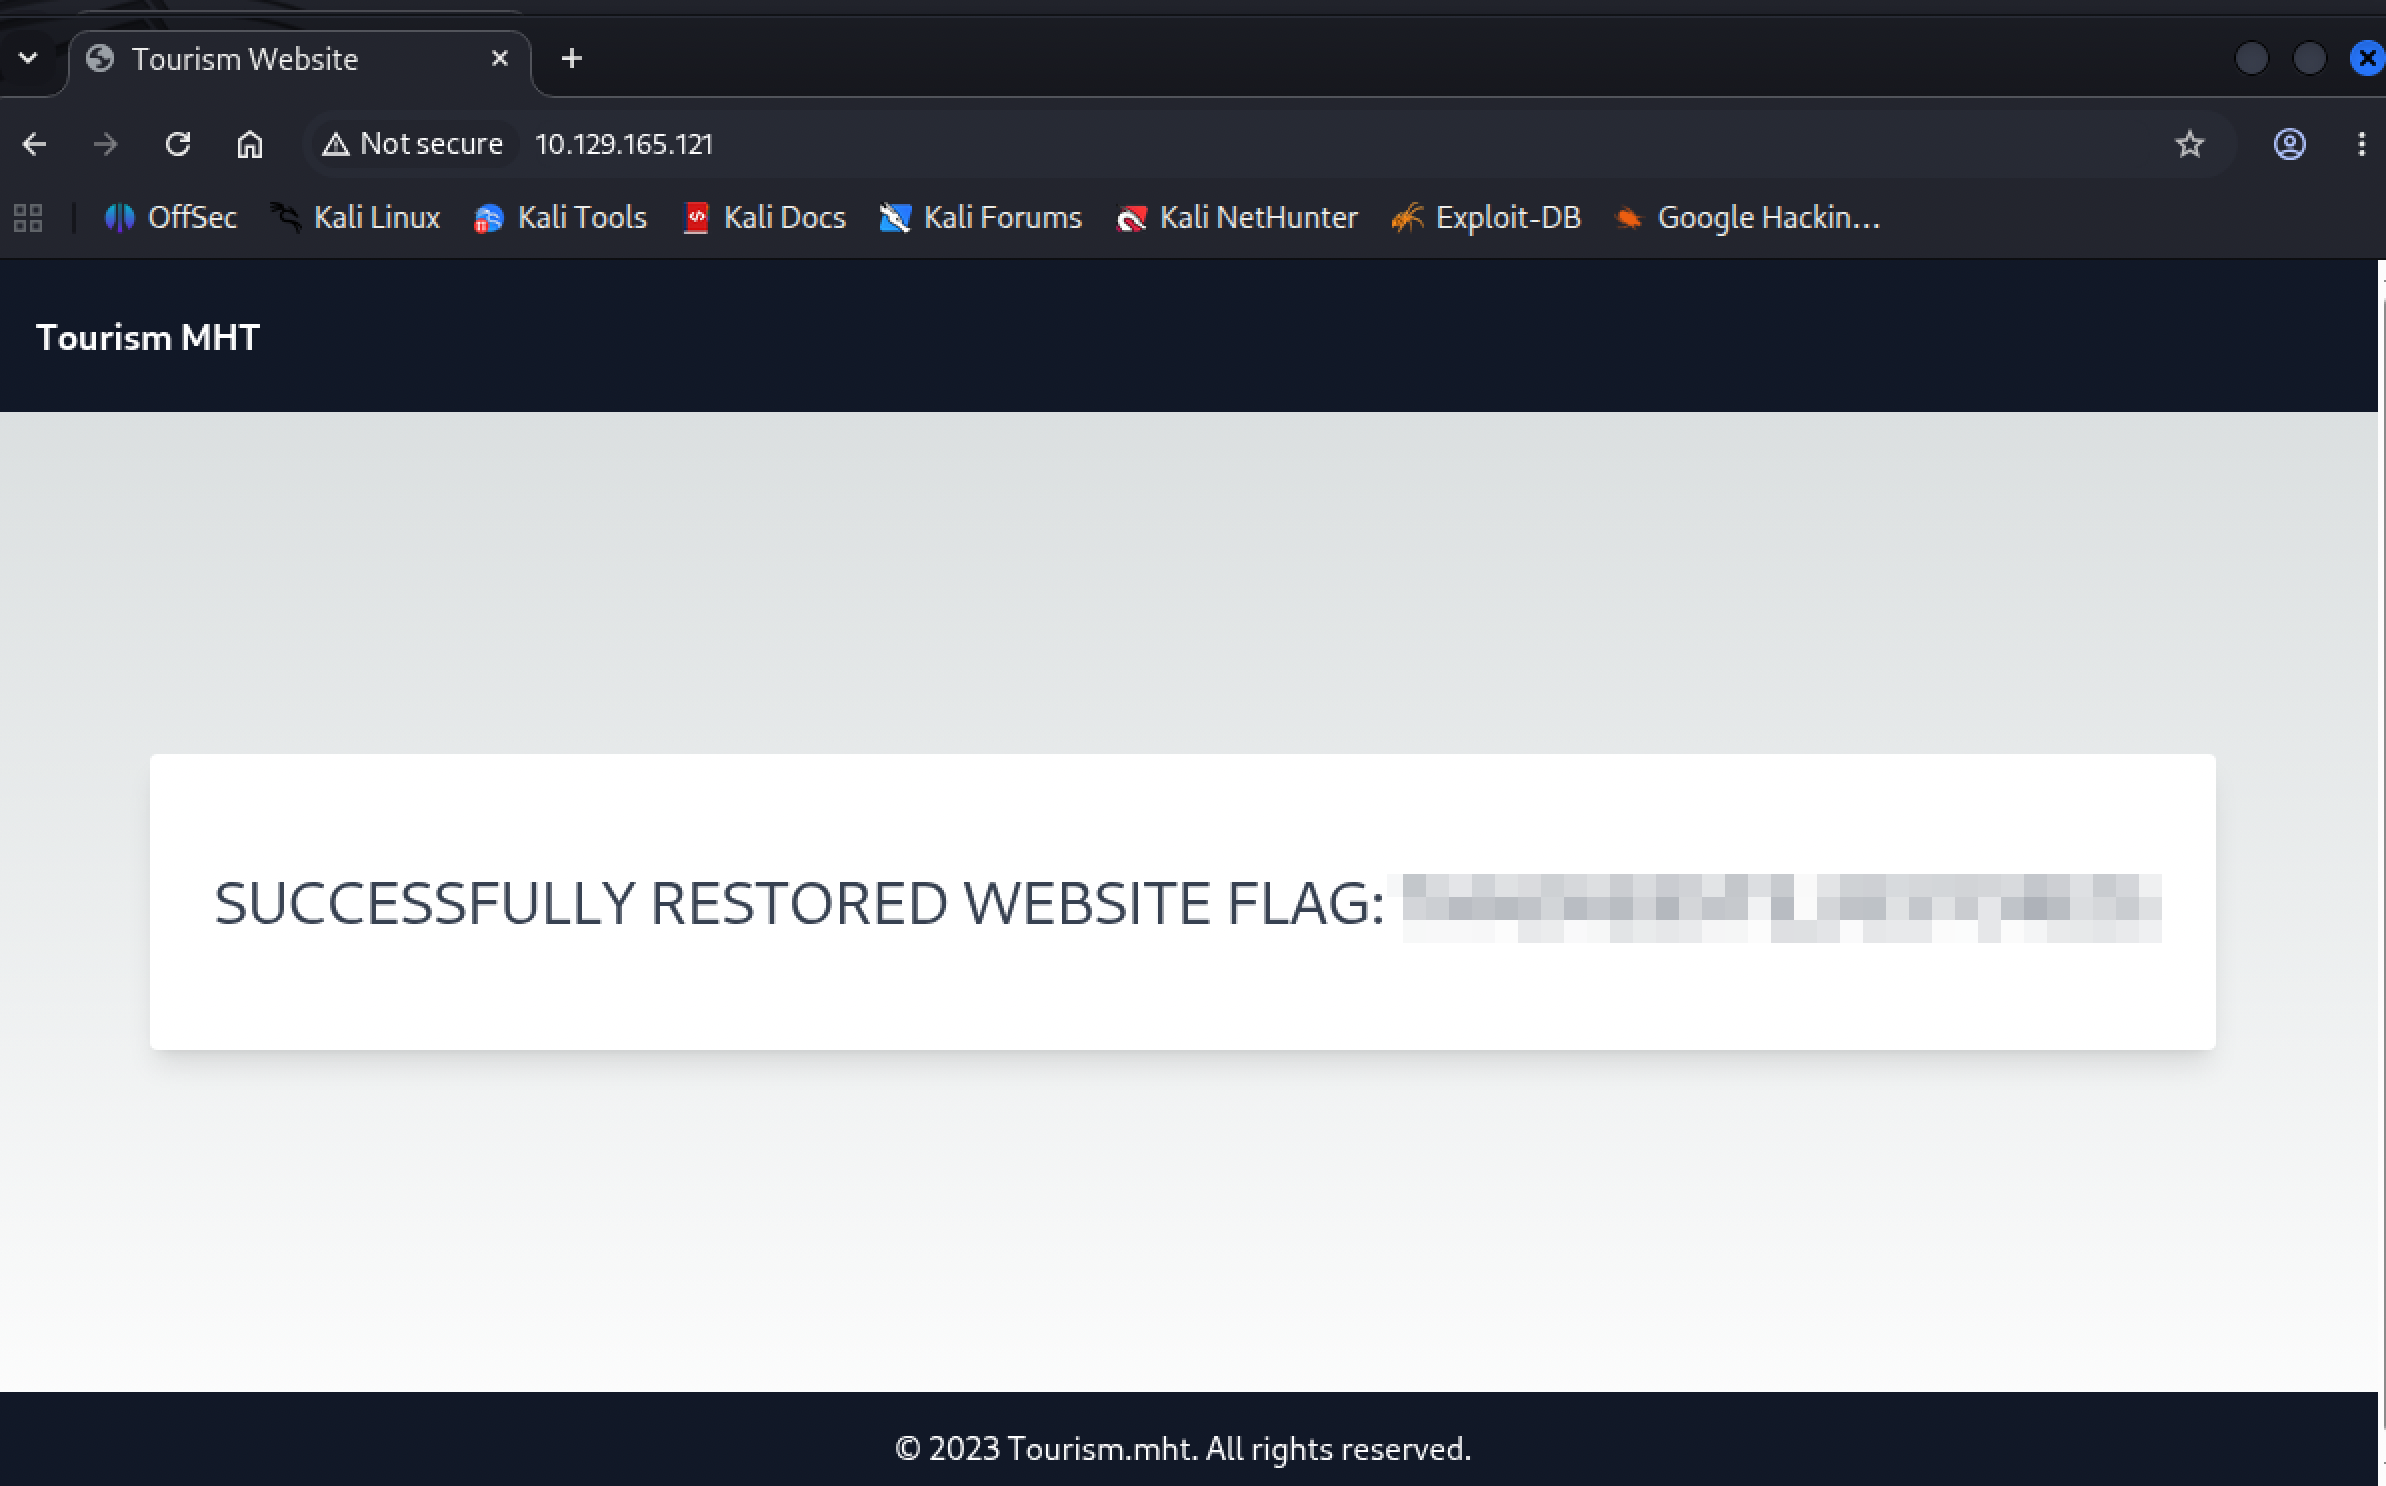 Tourism Website
Not secure 10.129.165.121
OffSec Kali Linux Kali Tools Kali Docs Kali Forums Kali NetHunter Exploit-DB Google Hackin...
Tourism MHT
SUCCESSFULLY RESTORED WEBSITE FLAG:
© 2023 Tourism.mht. All rights reserved.